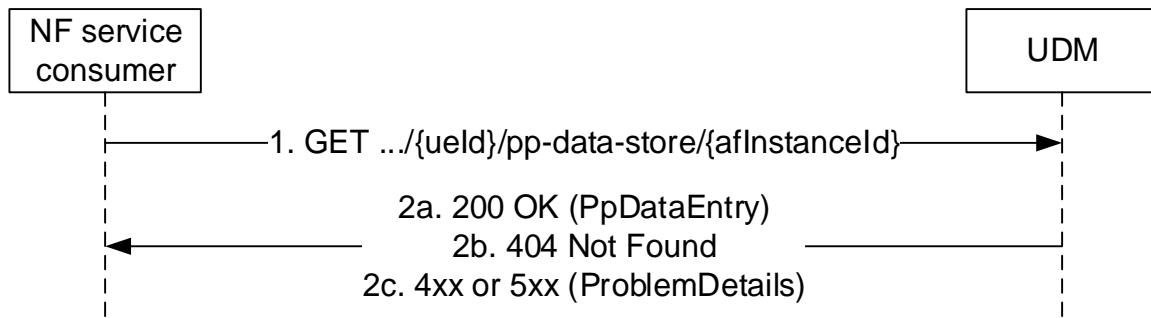 NF service
consumer
UDM
1. GET .../{ueId}/pp-data-store/{afInstanceId}
2a. 200 OK (PpDataEntry)
2b. 404 Not Found
2c. 4xx or 5xx (ProblemDetails)